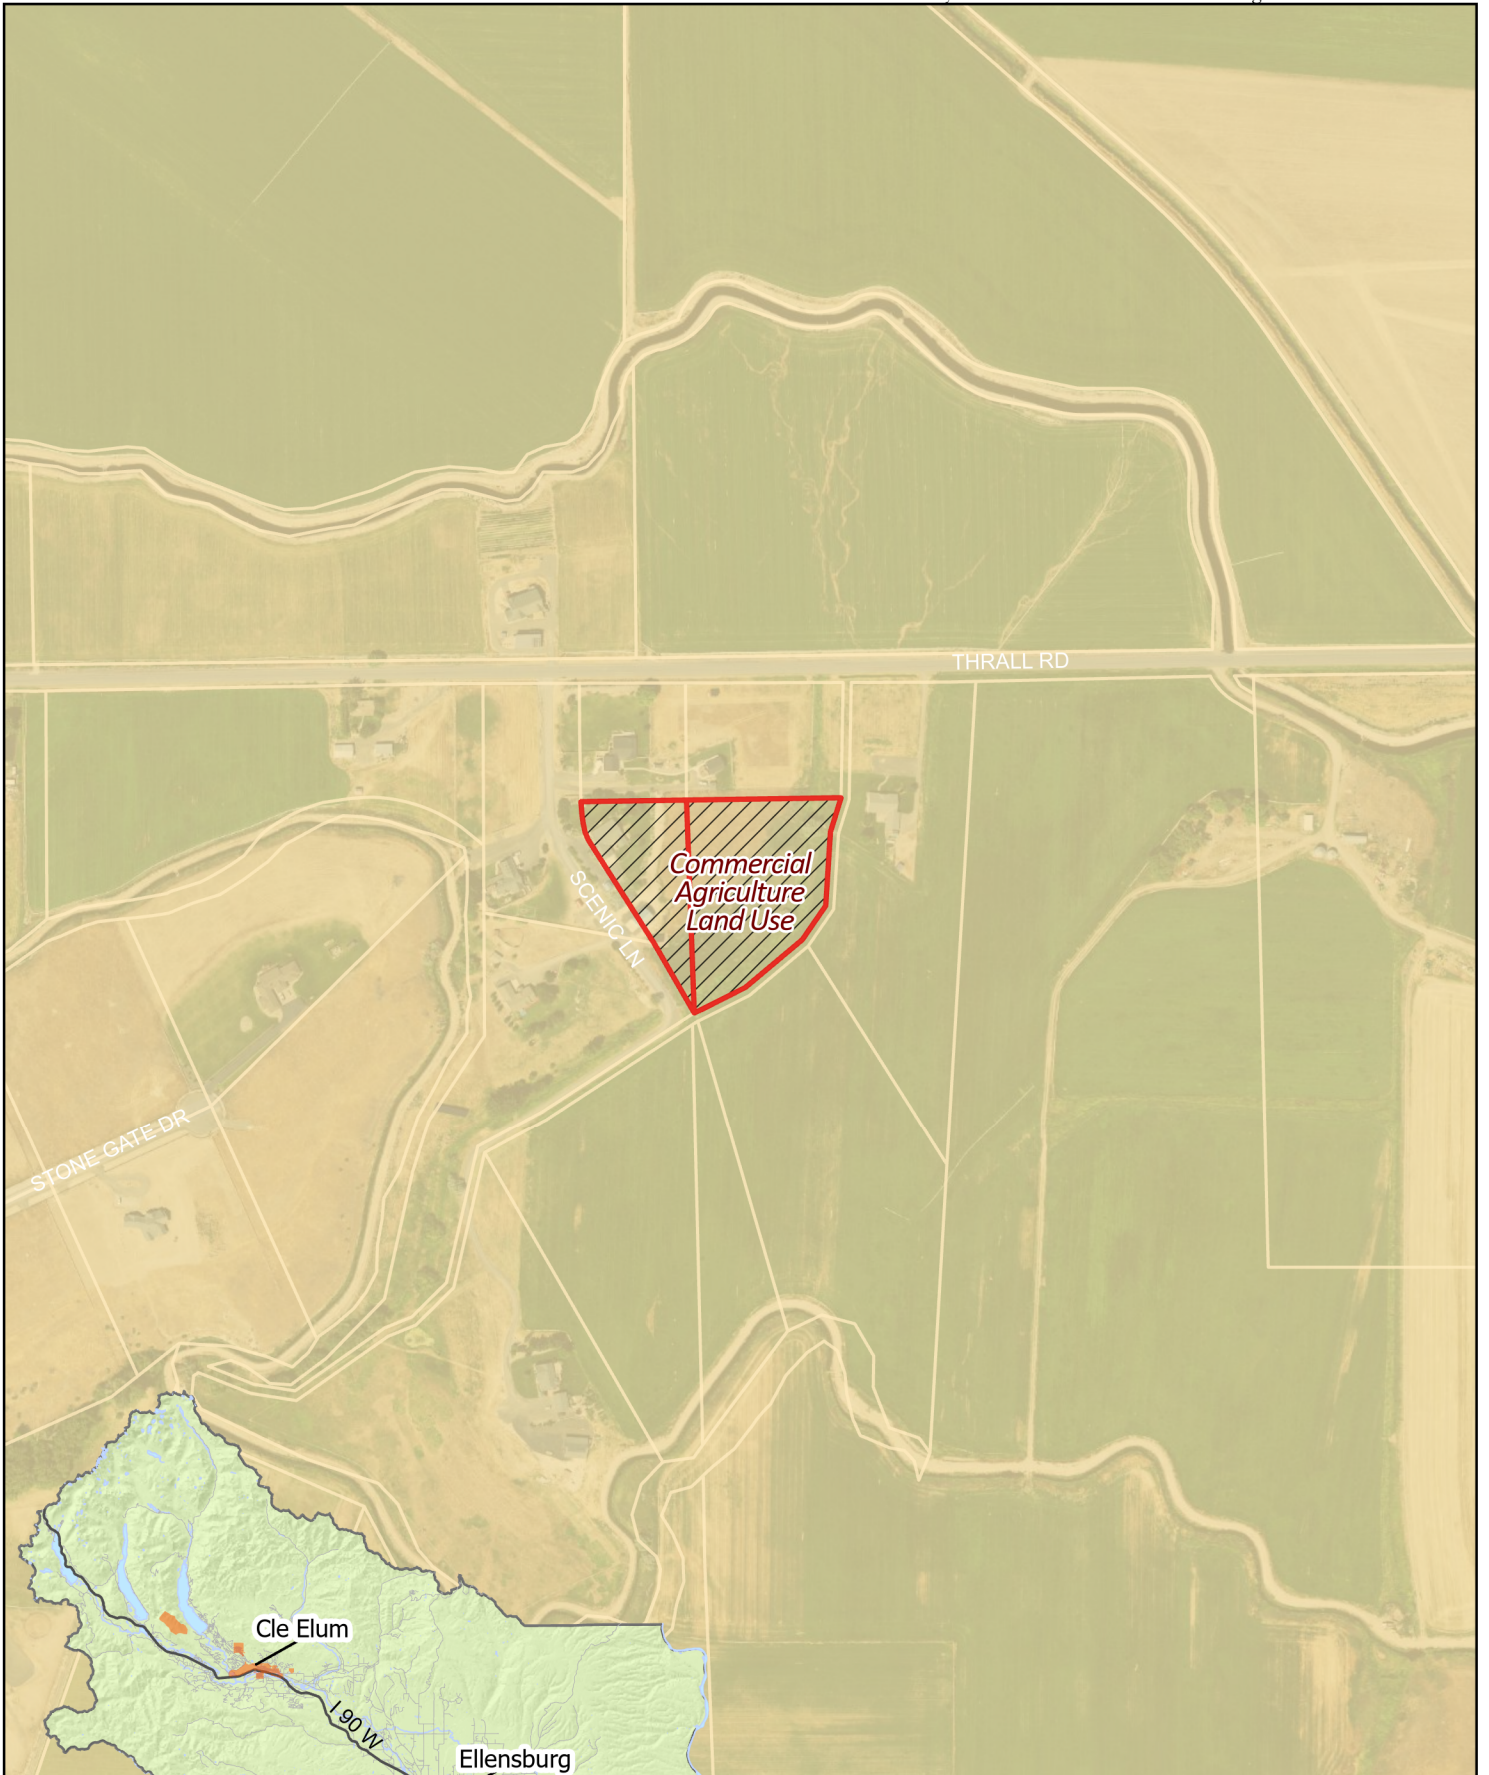 THRALL RD
Commercial
Agriculture
Land Use
SCENIC LN
STONE GATE DR
Cle Elum
I 90 W
Ellensburg